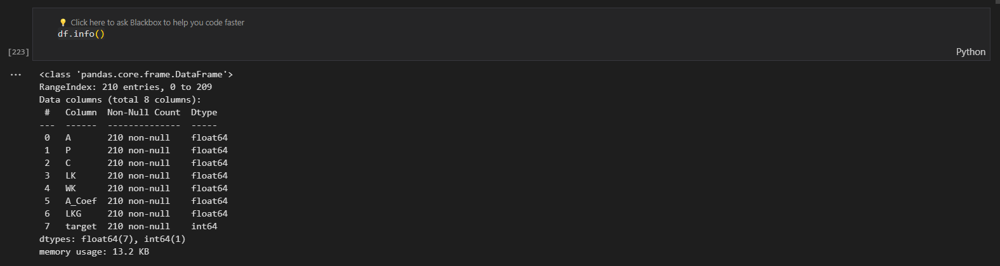 💡 Click here to ask Blackbox to help you code faster
df.info()
[223]
Python
...
<class 'pandas.core.frame.DataFrame'>
RangeIndex: 210 entries, 0 to 209
Data columns (total 8 columns):
 #   Column  Non-Null Count  Dtype
---  ------  --------------  -----
 0   A       210 non-null    float64
 1   P       210 non-null    float64
 2   C       210 non-null    float64
 3   LK      210 non-null    float64
 4   WK      210 non-null    float64
 5   A_Coef  210 non-null    float64
 6   LKG     210 non-null    float64
 7   target  210 non-null    int64
dtypes: float64(7), int64(1)
memory usage: 13.2 KB